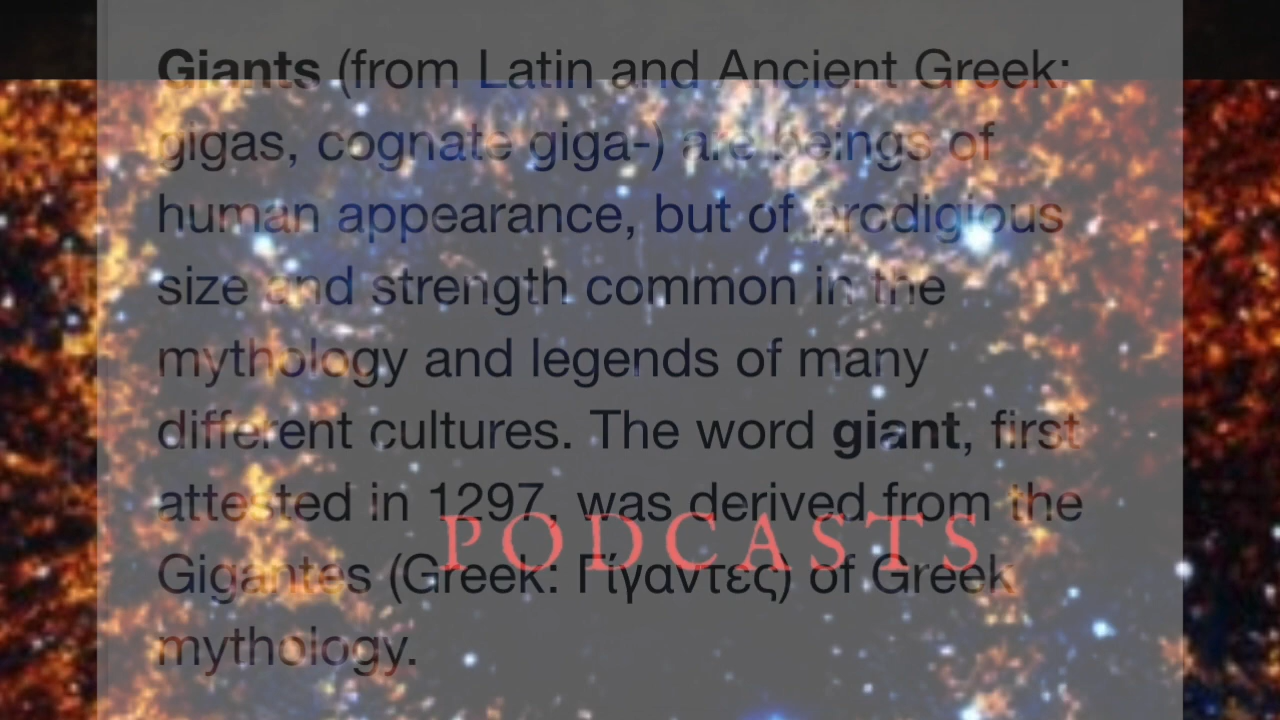 Giants (from Latin and Ancient Greek:
gigas, cognate giga-) are beings of
human appearance, but of prodigious
size and strength common in the
mythology and legends of many
different cultures. The word giant, first
attested in 1297, was derived from the
PODCASTS
Gigantes (Greek: Γίγαντες) of Greek
mythology.